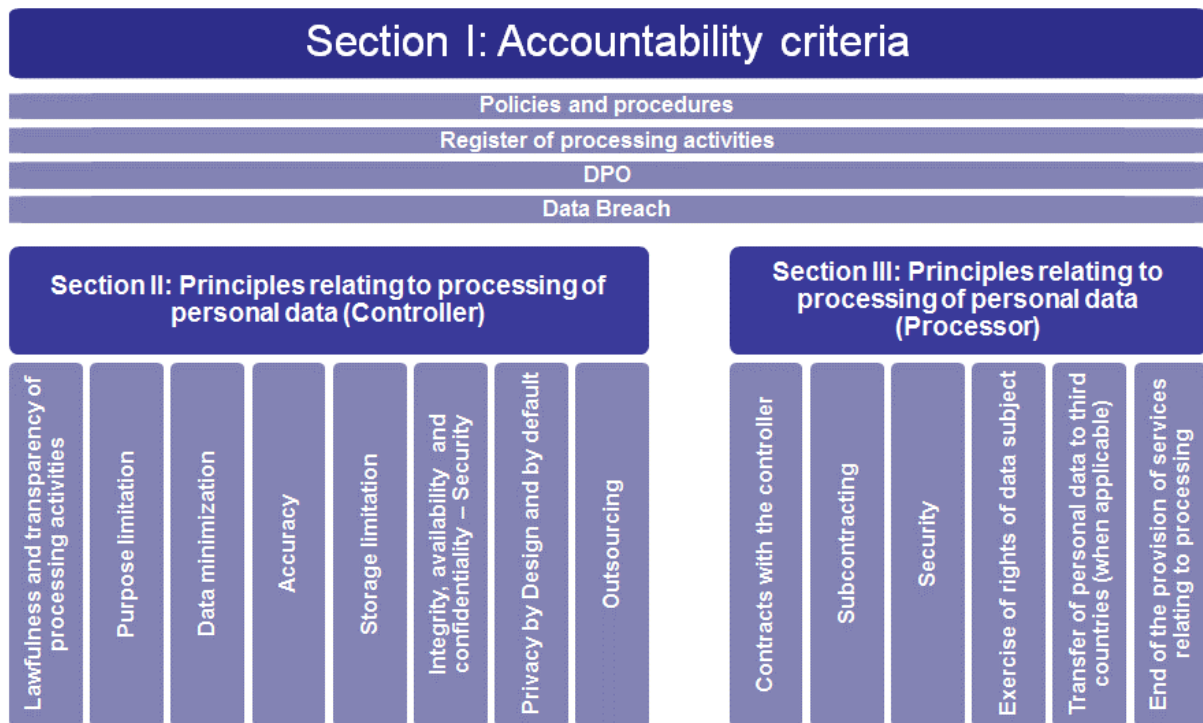 Section I: Accountability criteria
Policies and procedures
Register of processing activities
DPO
Data Breach
Section II: Principles relating to processing of
personal data (Controller)
Lawfulness and transparency of
processing activities
Purpose limitation
Data minimization
Accuracy
Storage limitation
Integrity, availability and
confidentiality – Security
Privacy by Design and by default
Outsourcing
Section III: Principles relating to
processing of personal data
(Processor)
Contracts with the controller
Subcontracting
Security
Exercise of rights of data subject
Transfer of personal data to third
countries (when applicable)
End of the provision of services
relating to processing